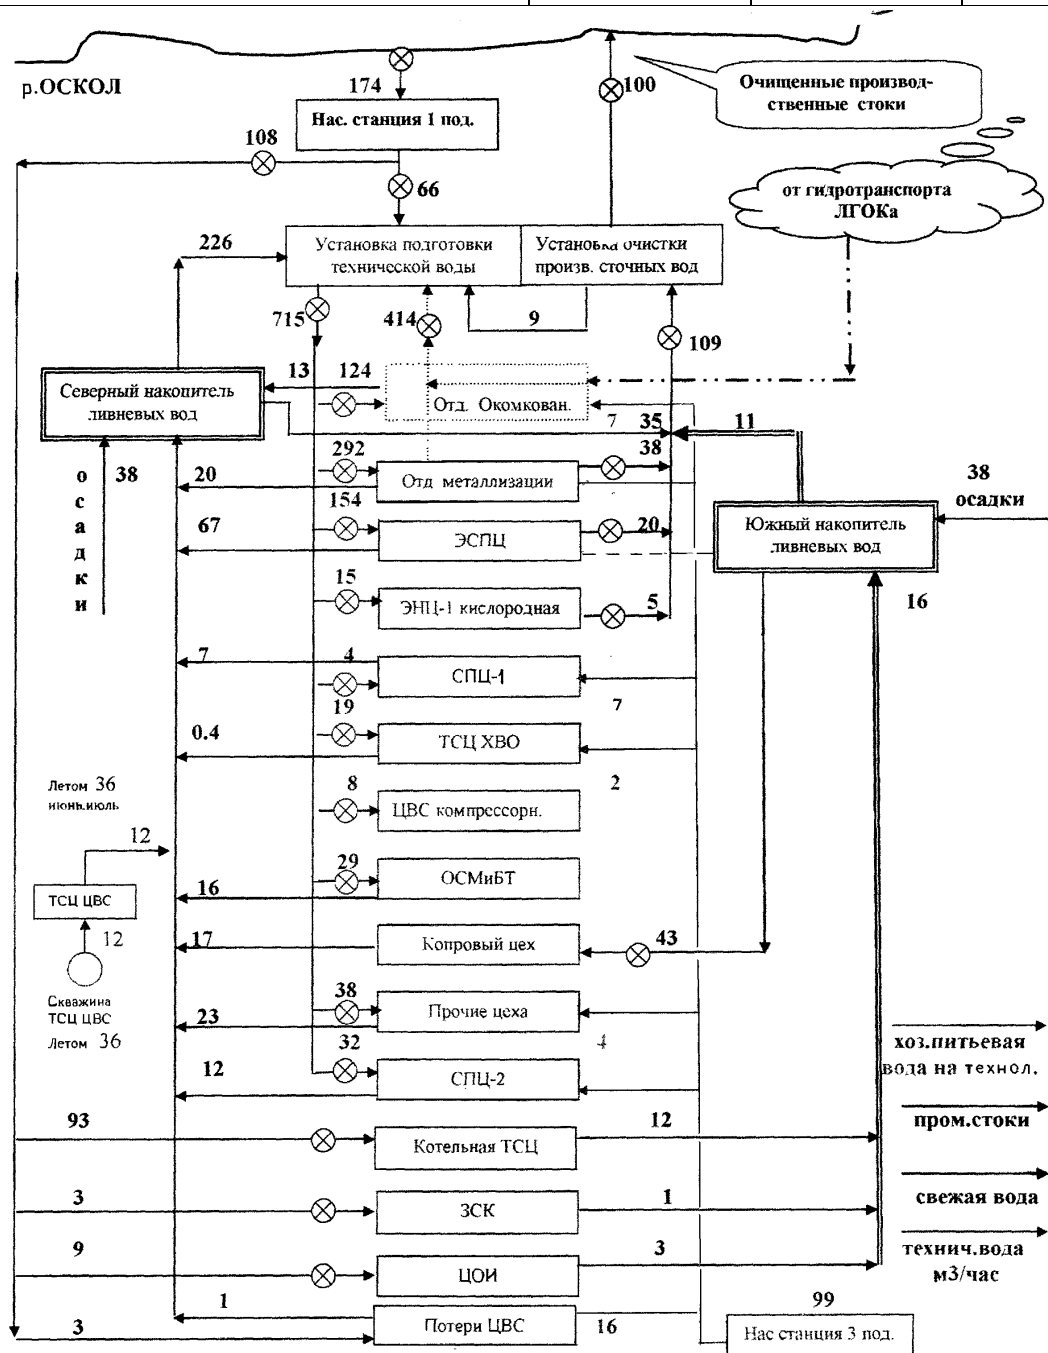 р.ОСКОЛ
174
100
Очищенные производ-
ственные стоки
Нас. станция 1 под.
108
66
от гидротранспорта
ЛГОКа
226
Установка подготовки
технической воды
Установка очистки
произв. сточных вод
715
414
9
109
13
124
Северный накопитель
ливневых вод
Отд. Окомкован.
7
35
11
о
с
а
д
к
и
38
20
292
38
Отд металлизации
38
осадки
154
67
ЭСПЦ
20
Южный накопитель
ливневых вод
15
ЭНЦ-1 кислородная
5
16
7
4
СПЦ-1
7
19
0.4
ТСЦ ХВО
2
Летом 36
июнь.июль
8
ЦВС компрессорн.
12
29
ТСЦ ЦВС
16
ОСМиБТ
12
17
Копровый цех
43
Скважина
ТСЦ ЦВС
Летом 36
38
Прочие цеха
23
4
32
12
СПЦ-2
хоз.питьевая
вода на технол.
93
Котельная ТСЦ
12
пром.стоки
3
ЗСК
1
свежая вода
9
ЦОИ
3
технич.вода
м3/час
1
Потери ЦВС
16
3
99
Нас станция 3 под.